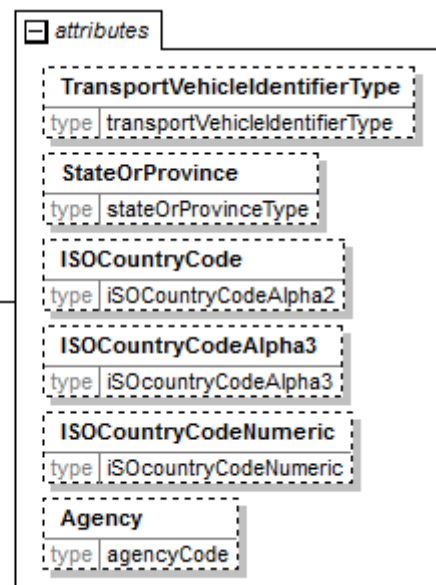 attributes
TransportVehicleIdentifierType
type transportVehicleIdentifierType
StateOrProvince
type stateOrProvinceType
ISOCountryCode
type iSOCountryCodeAlpha2
ISOCountryCodeAlpha3
type iSOcountryCodeAlpha3
ISOCountryCodeNumeric
type iSOcountryCodeNumeric
Agency
type agencyCode